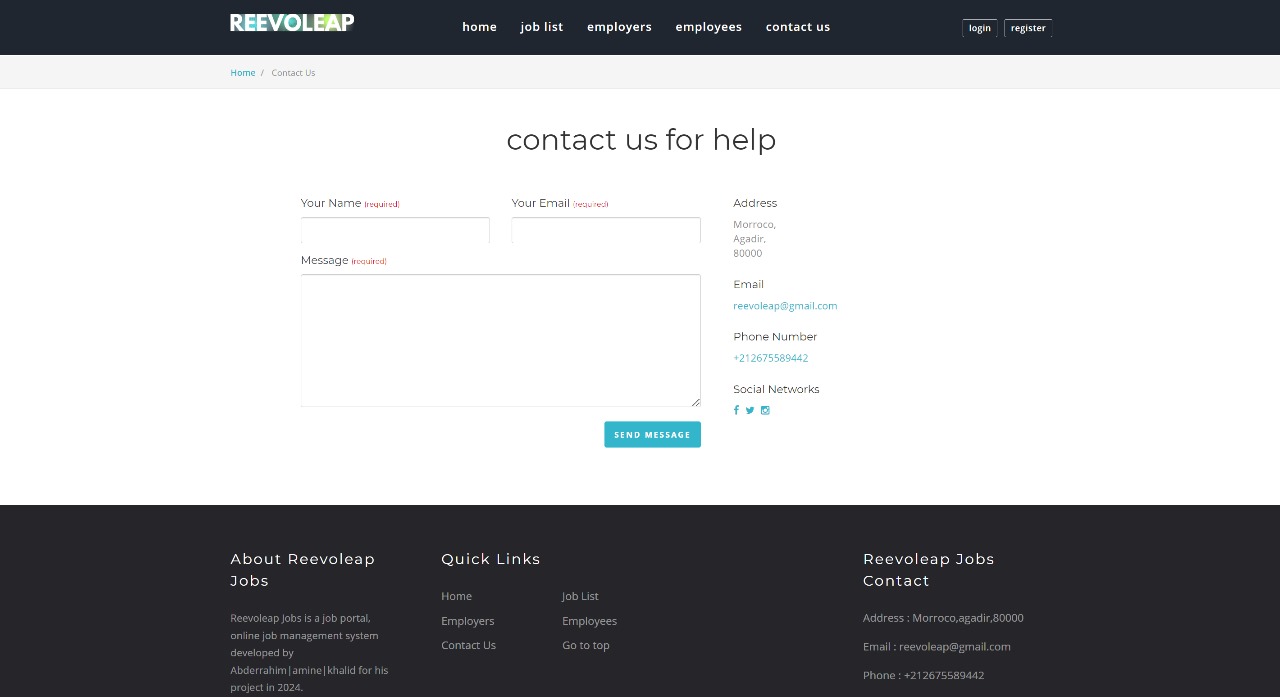 REEVOLEAP
home job list employers employees contact us
login register
Home / Contact Us
contact us for help
Your Name (required)
Your Email (required)
Message (required)
SEND MESSAGE
Address
Morroco,
Agadir,
80000
Email
reevoleap@gmail.com
Phone Number
+212675589442
Social Networks
About Reevoleap
Jobs
Reevoleap Jobs is a job portal,
online job management system
developed by
Abderrahim|amine|khalid for his
project in 2024.
Quick Links
Home
Job List
Employers
Employees
Contact Us
Go to top
Reevoleap Jobs
Contact
Address : Morroco,agadir,80000
Email : reevoleap@gmail.com
Phone : +212675589442